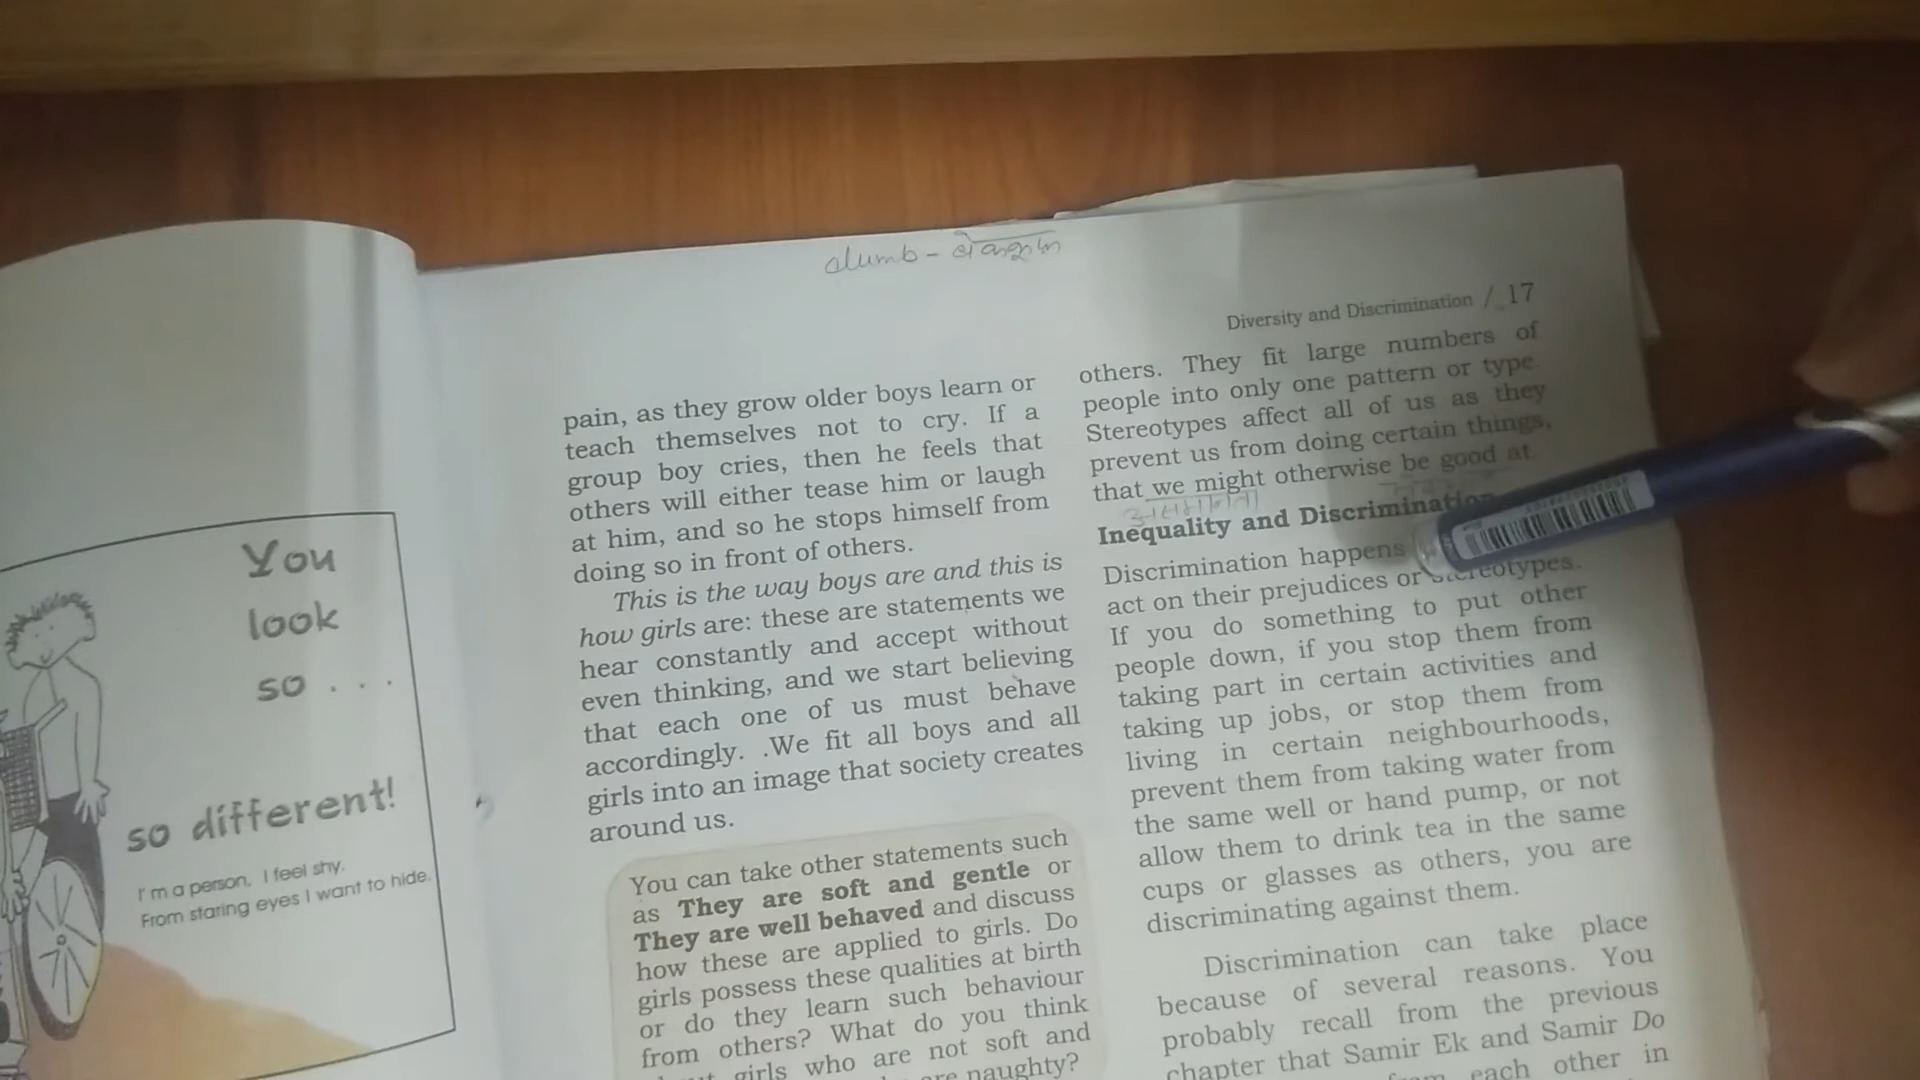 You
look
so . . .
so different!
I'm a person, I feel shy.
From staring eyes I want to hide.
dumb -
Diversity and Discrimination / 17
pain, as they grow older boys learn or
teach themselves not to cry. If a
group boy cries, then he feels that
others will either tease him or laugh
at him, and so he stops himself from
doing so in front of others.
This is the way boys are and this is
how girls are: these are statements we
hear constantly and accept without
even thinking, and we start believing
that each one of us must behave
accordingly. .We fit all boys and all
girls into an image that society creates
around us.
You can take other statements such
as They are soft and gentle or
They are well behaved and discuss
how these are applied to girls. Do
girls possess these qualities at birth
or do they learn such behaviour
from others? What do you think
girls who are not soft and
are naughty?
others. They fit large numbers of
people into only one pattern or type.
Stereotypes affect all of us as they
prevent us from doing certain things,
that we might otherwise be good at.
असमानता
Inequality and Discrimination
Discrimination happens
act on their prejudices or stereotypes.
If you do something to put other
people down, if you stop them from
taking part in certain activities and
taking up jobs, or stop them from
living in certain neighbourhoods,
prevent them from taking water from
the same well or hand pump, or not
allow them to drink tea in the same
cups or glasses as others, you are
discriminating against them.
Discrimination can take place
because of several reasons. You
probably recall from the previous
chapter that Samir Ek and Samir Do
each other in